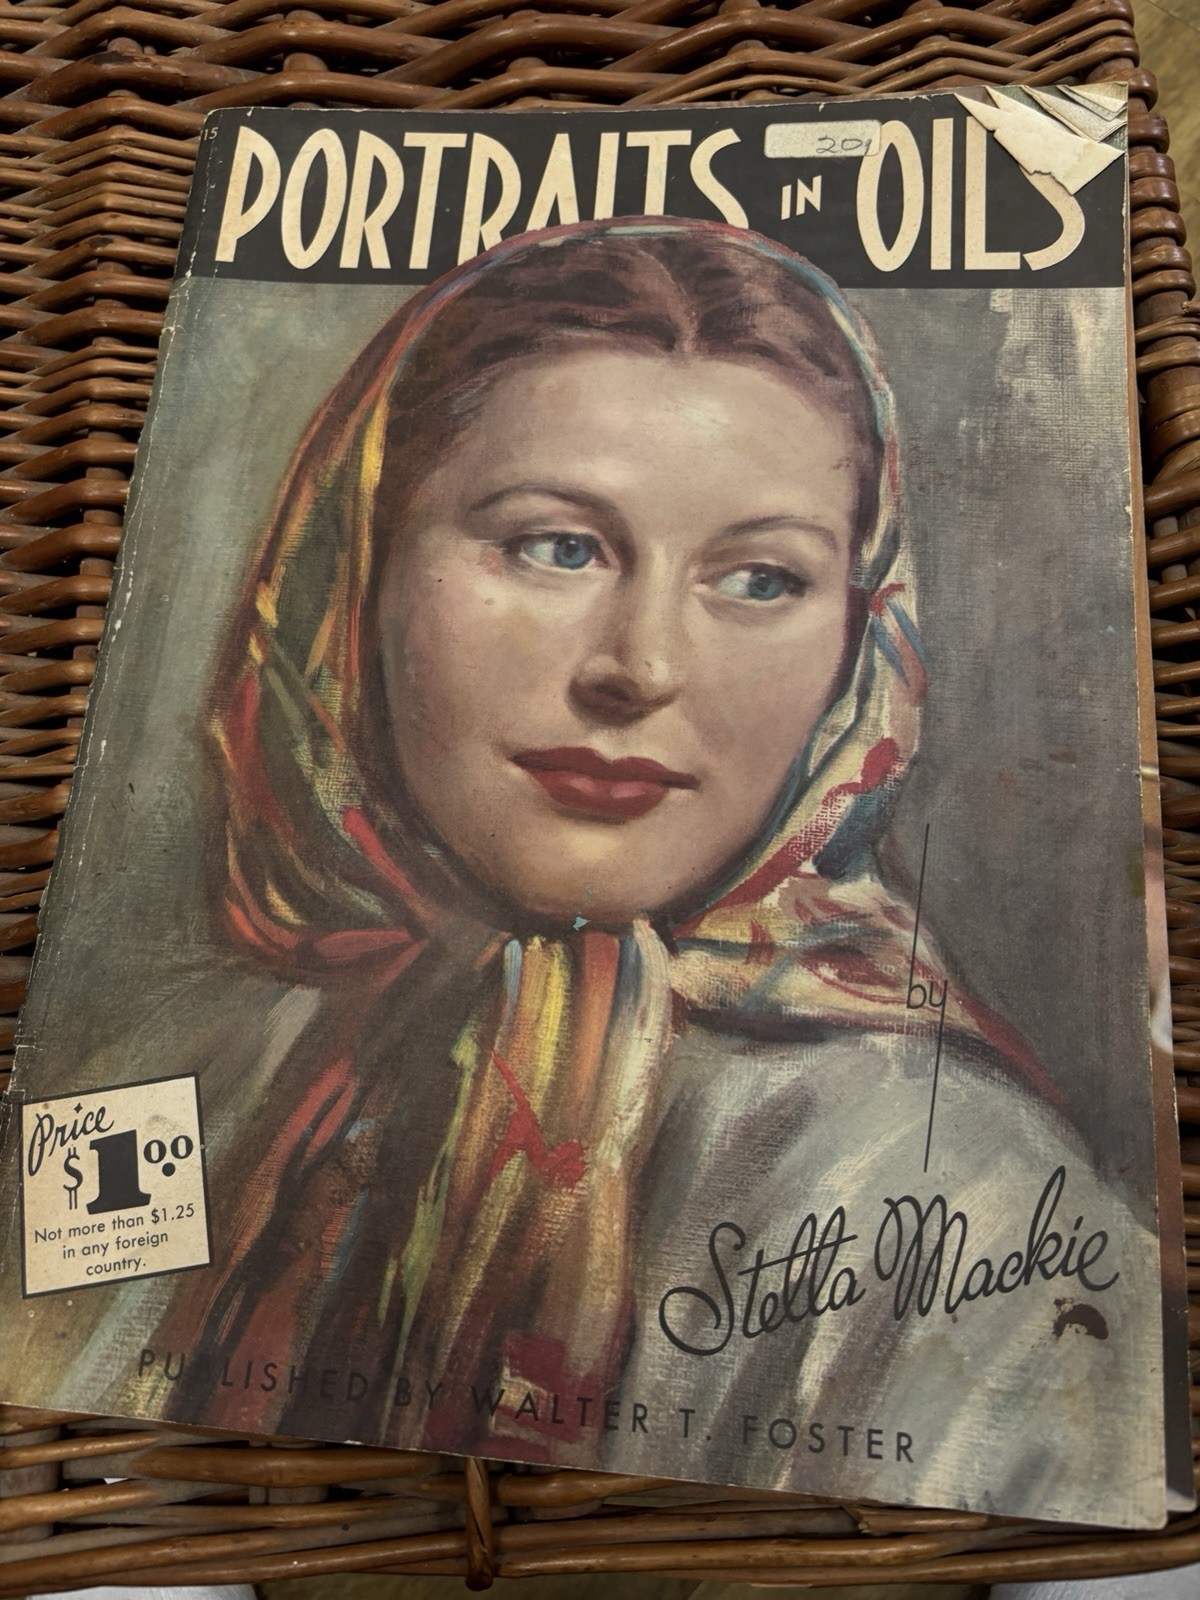 15
PORTRAITS IN OILS
by
Stella Mackie
Price
$1.00
Not more than $1.25
in any foreign
country.
PUBLISHED BY WALTER T. FOSTER